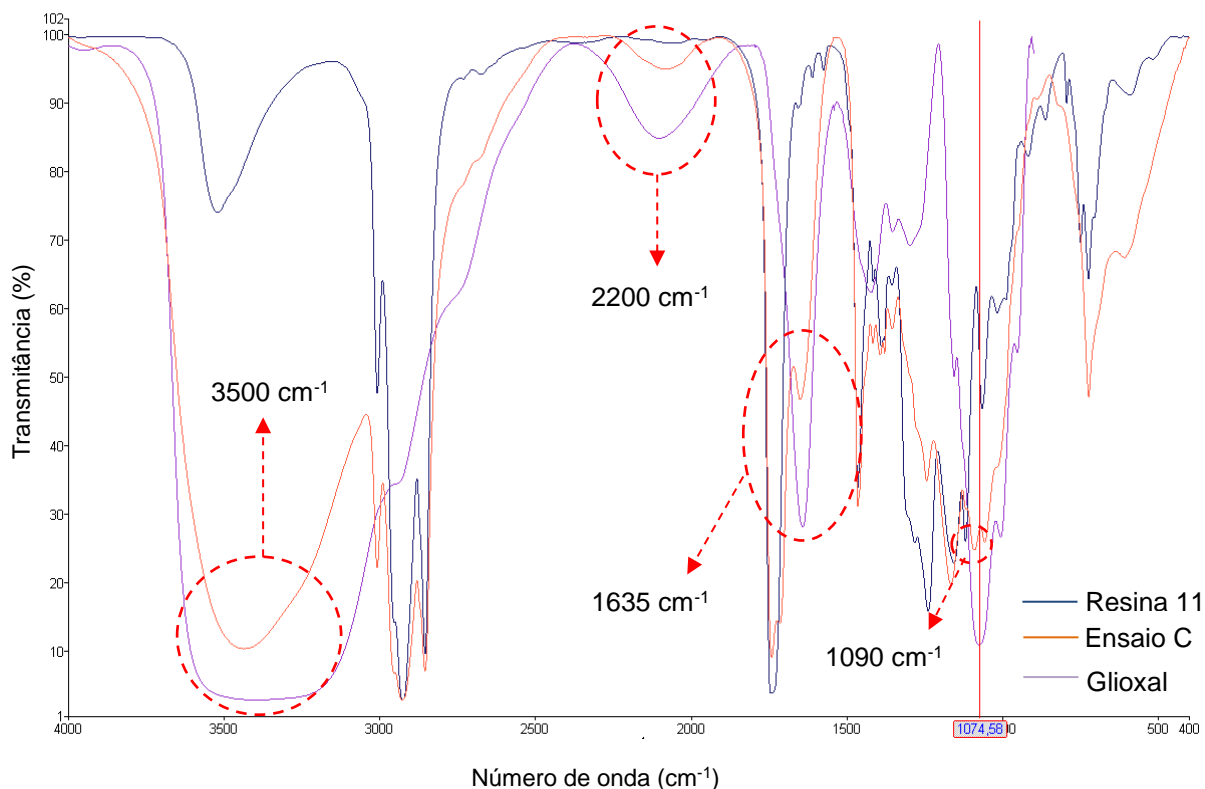 102
100
90
80
70
60
50
40
30
20
10
1
Transmitância (%)
3500 cm-1
2200 cm-1
1635 cm-1
1090 cm-1
Resina 11
Ensaio C
Glioxal
4000 3500 3000 2500 2000 1500 500 400
1074,58
Número de onda (cm-1)